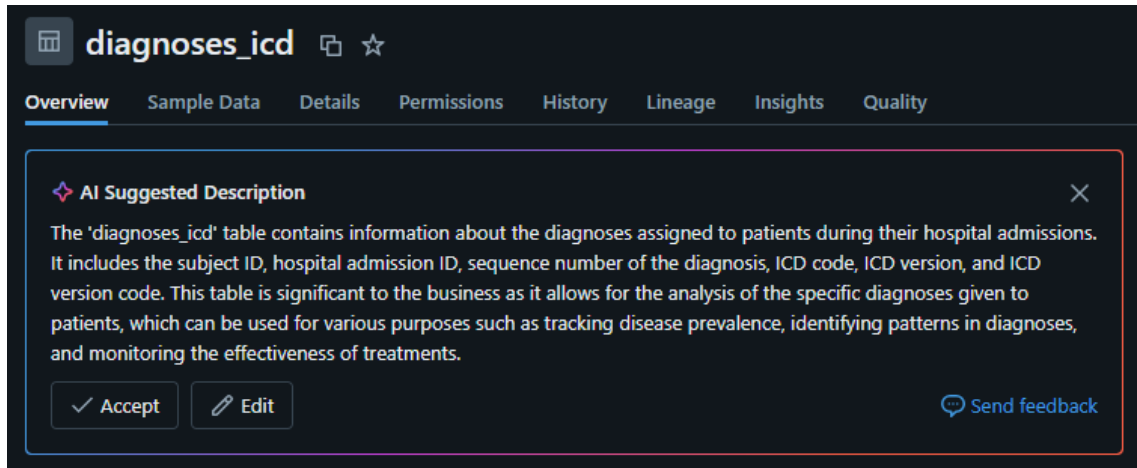 diagnoses_icd
Overview Sample Data Details Permissions History Lineage Insights Quality
AI Suggested Description
The 'diagnoses_icd' table contains information about the diagnoses assigned to patients during their hospital admissions.
It includes the subject ID, hospital admission ID, sequence number of the diagnosis, ICD code, ICD version, and ICD
version code. This table is significant to the business as it allows for the analysis of the specific diagnoses given to
patients, which can be used for various purposes such as tracking disease prevalence, identifying patterns in diagnoses,
and monitoring the effectiveness of treatments.
Accept Edit Send feedback